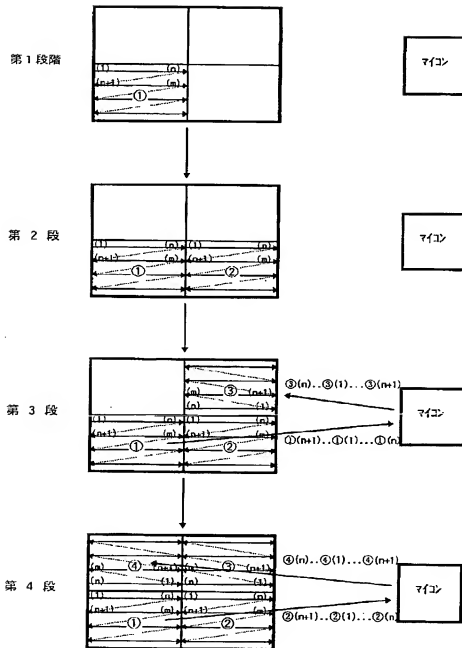 第1段階
(1) (n)
(n+1) (m)
①
マイコン
第2段
(1) (n) (1) (n)
(n+1) (m) (n+1) (m)
① ②
マイコン
③
(m) (n+1)
(n) (1)
第3段
(1) (n) (1) (n)
(n+1) (m) (n+1) (m)
① ②
③(n)..③(1)...③(n+1)
マイコン
①(n+1)..①(1)...①(n)
④ ③
(m) (n+1) (m) (n+1)
(n) (1) (n) (1)
第4段
(1) (n) (1) (n)
(n+1) (m) (n+1) (m)
① ②
④(n)..④(1)...④(n+1)
マイコン
②(n+1)..②(1)...②(n)